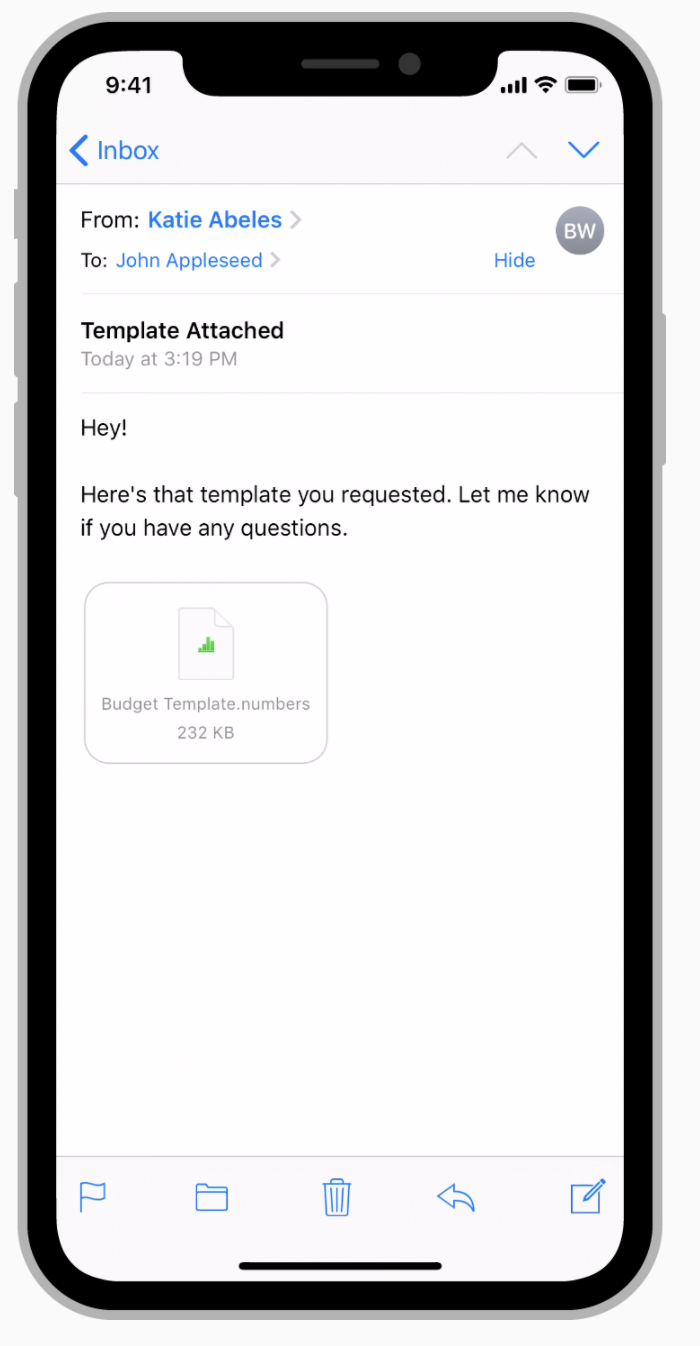 9:41
Inbox
From: Katie Abeles
BW
To: John Appleseed
Hide
Template Attached
Today at 3:19 PM
Hey!
Here's that template you requested. Let me know
if you have any questions.
Budget Template.numbers
232 KB